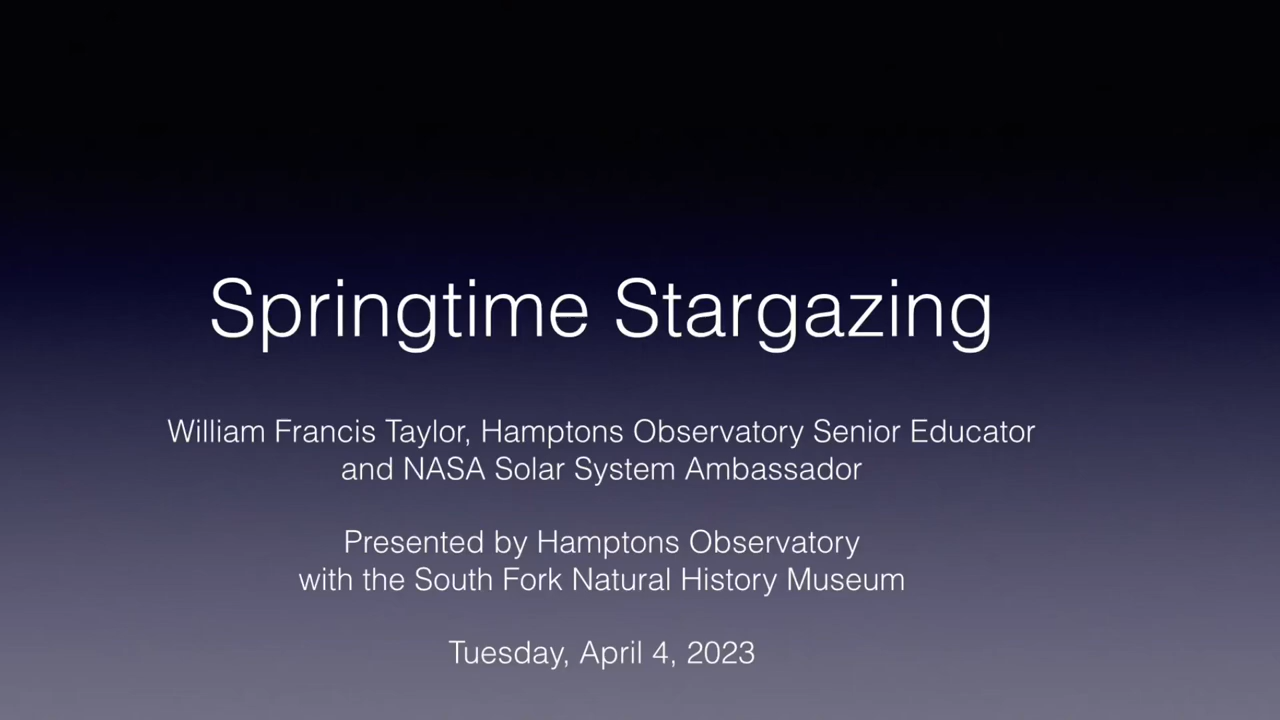 Springtime Stargazing
William Francis Taylor, Hamptons Observatory Senior Educator
and NASA Solar System Ambassador
Presented by Hamptons Observatory
with the South Fork Natural History Museum
Tuesday, April 4, 2023